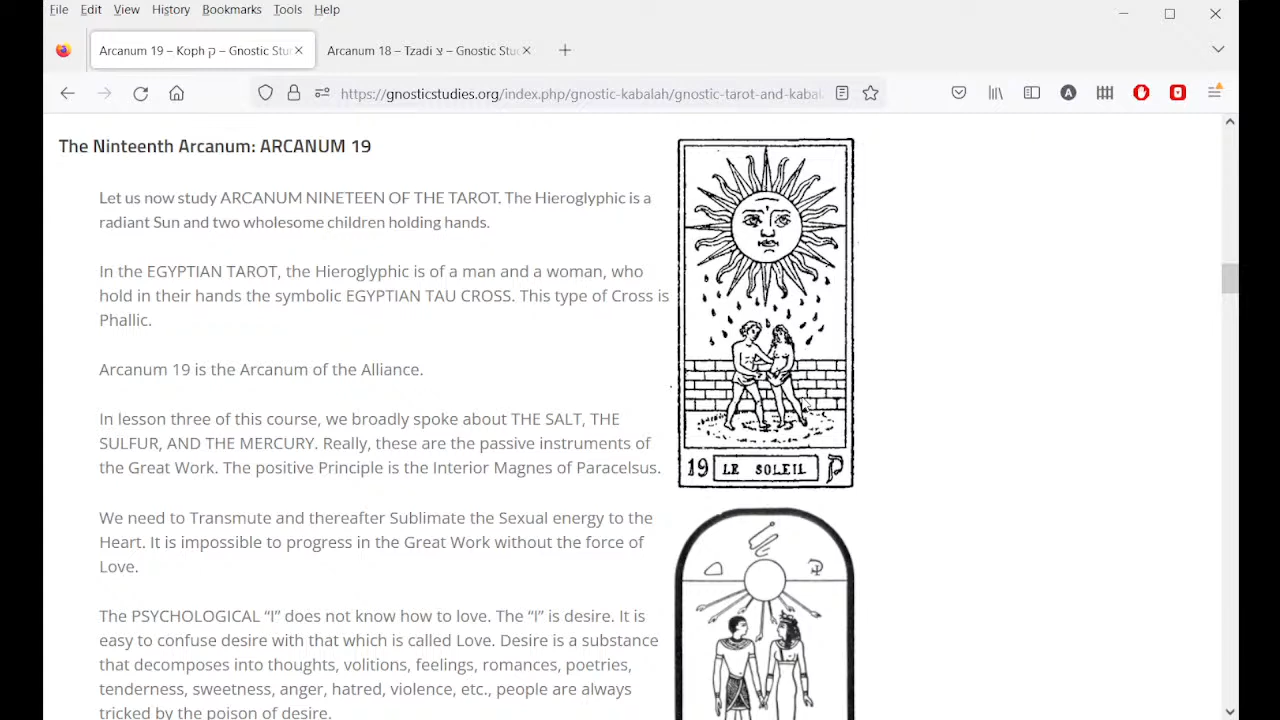 File Edit View History Bookmarks Tools Help
Arcanum 19 – Koph ק – Gnostic Stu
Arcanum 18 – Tzadi צ – Gnostic Stu
https://gnosticstudies.org/index.php/gnostic-kabalah/gnostic-tarot-and-kabal
The Ninteenth Arcanum: ARCANUM 19
Let us now study ARCANUM NINETEEN OF THE TAROT. The Hieroglyphic is a
radiant Sun and two wholesome children holding hands.
In the EGYPTIAN TAROT, the Hieroglyphic is of a man and a woman, who
hold in their hands the symbolic EGYPTIAN TAU CROSS. This type of Cross is
Phallic.
Arcanum 19 is the Arcanum of the Alliance.
In lesson three of this course, we broadly spoke about THE SALT, THE
SULFUR, AND THE MERCURY. Really, these are the passive instruments of
the Great Work. The positive Principle is the Interior Magnes of Paracelsus.
We need to Transmute and thereafter Sublimate the Sexual energy to the
Heart. It is impossible to progress in the Great Work without the force of
Love.
The PSYCHOLOGICAL “I” does not know how to love. The “I” is desire. It is
easy to confuse desire with that which is called Love. Desire is a substance
that decomposes into thoughts, volitions, feelings, romances, poetries,
tenderness, sweetness, anger, hatred, violence, etc., people are always
tricked by the poison of desire.
19 LE SOLEIL ק